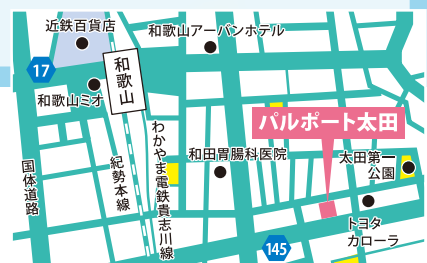 近鉄百貨店
和歌山アーバンホテル
17
和歌山
和歌山ミオ
パルポート太田
わかやま電鉄貴志川線
和田胃腸科医院
太田第一
公園
国体道路
紀勢本線
トヨタ
カローラ
145